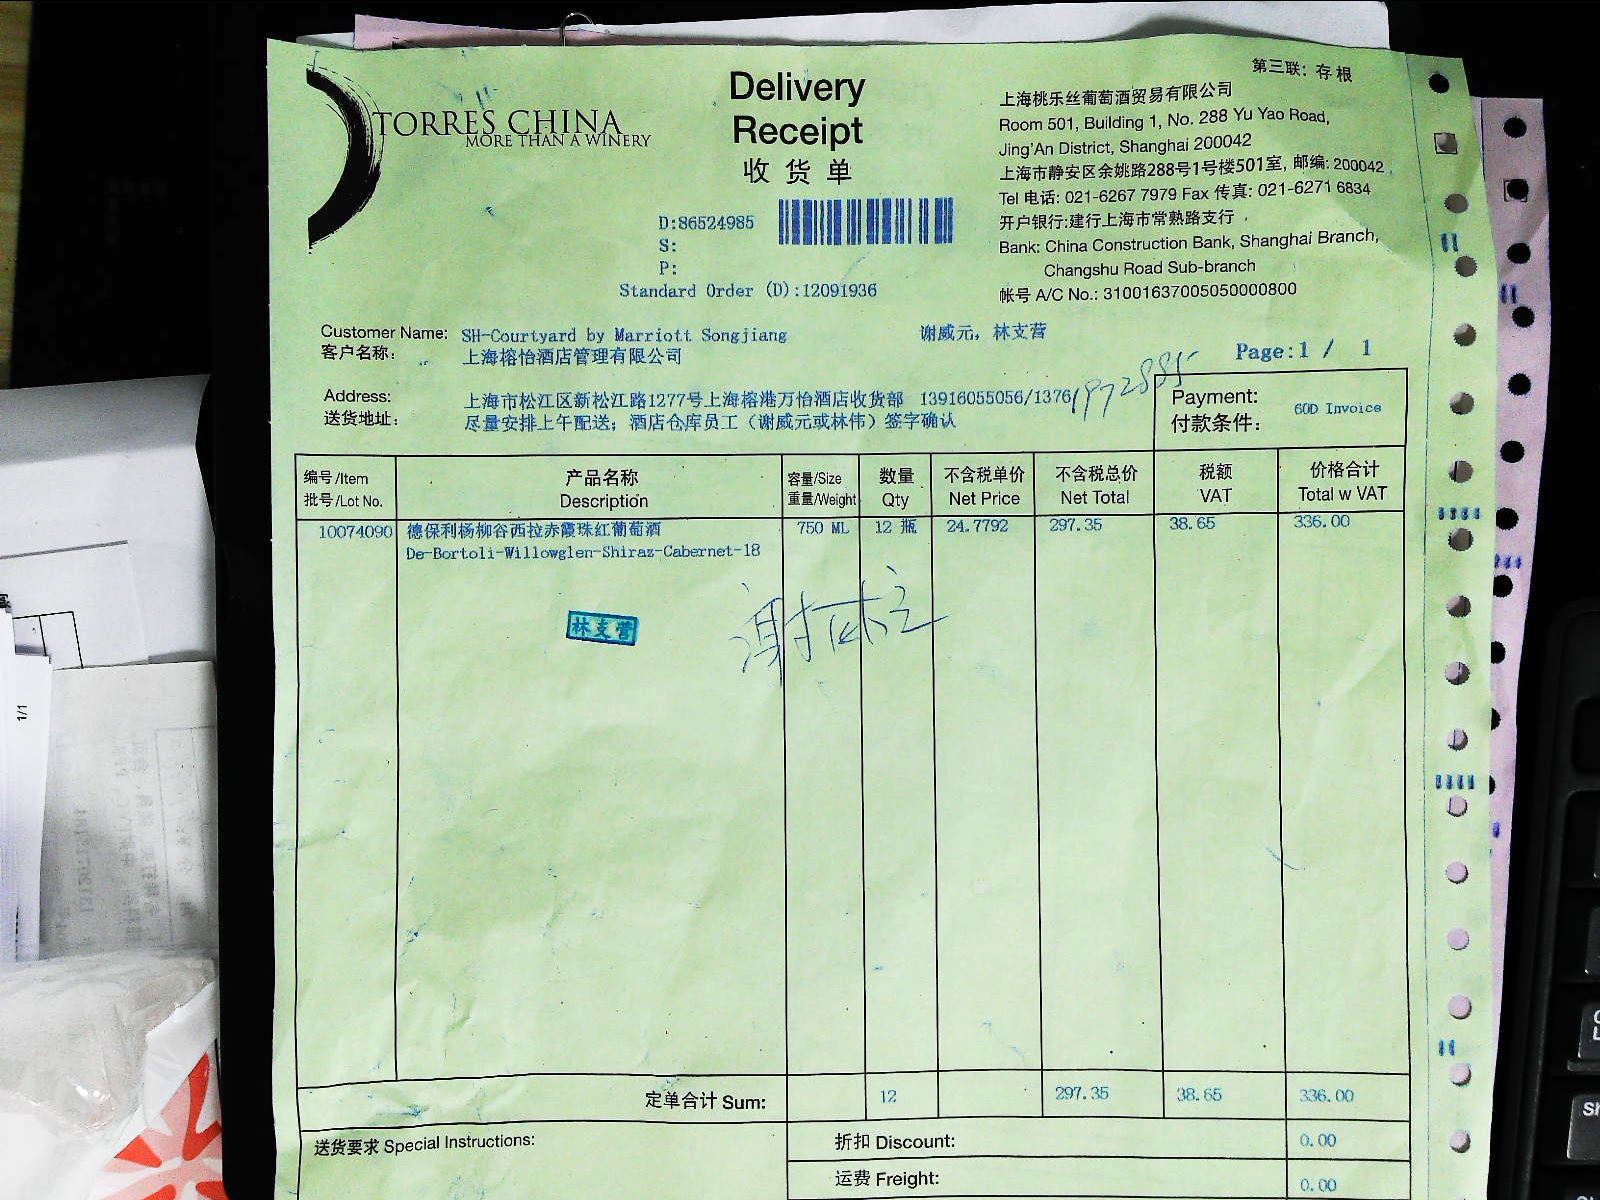 第三联: 存根
TORRES CHINA
MORE THAN A WINERY
Delivery
Receipt
收货单
上海桃乐丝葡萄酒贸易有限公司
Room 501, Building 1, No. 288 Yu Yao Road,
Jing'An District, Shanghai 200042
上海市静安区余姚路288号1号楼501室, 邮编: 200042
Tel 电话: 021-6267 7979 Fax 传真: 021-6271 6834
开户银行:建行上海市常熟路支行
Bank: China Construction Bank, Shanghai Branch,
Changshu Road Sub-branch
帐号 A/C No.: 31001637005050000800
D:86524985
S:
P:
Standard Order (D):12091936
Customer Name: SH-Courtyard by Marriott Songjiang 谢威元, 林支营
客户名称: 上海榕怡酒店管理有限公司
Page:1 / 1
Address: 上海市松江区新松江路1277号上海榕港万怡酒店收货部 13916055056/1376
送货地址: 尽量安排上午配送; 酒店仓库员工 (谢威元或林伟) 签字确认
Payment: 60D Invoice
付款条件:
编号/Item 产品名称 容量/Size 数量 不含税单价 不含税总价 税额 价格合计
批号/Lot No. Description 重量/Weight Qty Net Price Net Total VAT Total w VAT
10074090 德保利杨柳谷西拉赤霞珠红葡萄酒 750 ML 12 瓶 24.7792 297.35 38.65 336.00
De-Bortoli-Willowglen-Shiraz-Cabernet-18
林支营
定单合计 Sum: 12 297.35 38.65 336.00
送货要求 Special Instructions:
折扣 Discount: 0.00
运费 Freight: 0.00
1/1